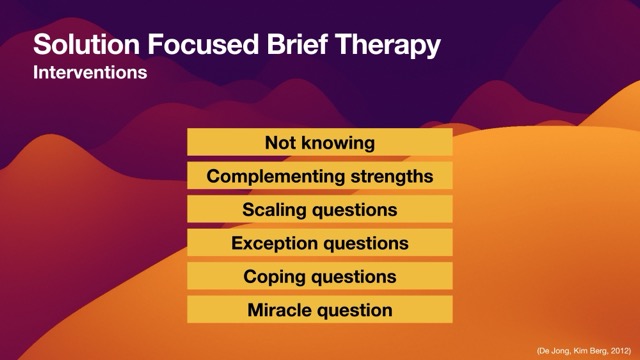 Solution Focused Brief Therapy
Interventions
Not knowing
Complementing strengths
Scaling questions
Exception questions
Coping questions
Miracle question
(De Jong, Kim Berg, 2012)